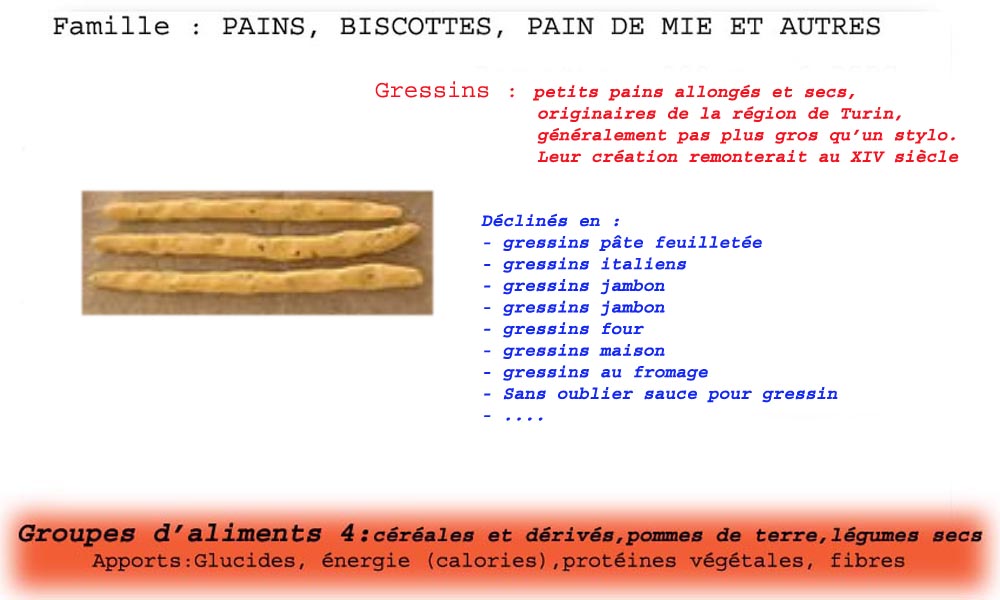 Famille : PAINS, BISCOTTES, PAIN DE MIE ET AUTRES
Gressins : petits pains allongés et secs,
originaires de la région de Turin,
généralement pas plus gros qu'un stylo.
Leur création remonterait au XIV siècle
Déclinés en :
- gressins pâte feuilletée
- gressins italiens
- gressins jambon
- gressins jambon
- gressins four
- gressins maison
- gressins au fromage
- Sans oublier sauce pour gressin
- ....
Groupes d'aliments 4:céréales et dérivés,pommes de terre,légumes secs
Apports:Glucides, énergie (calories),protéines végétales, fibres